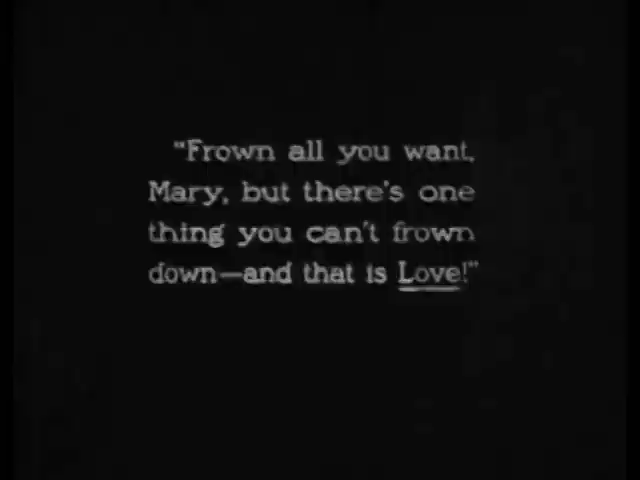 "Frown all you want,
Mary, but there's one
thing you can't frown
down—and that is Love!"